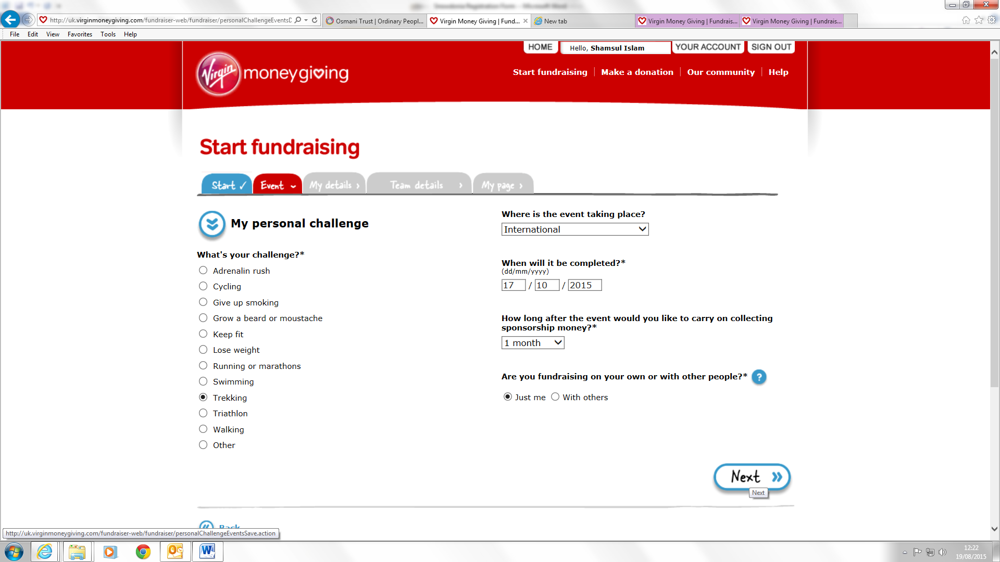 Snowdonia Registration Form - Microsoft Word
http://uk.virginmoneygiving.com/fundraiser-web/fundraiser/personalChallengeEventsD
Osmani Trust | Ordinary Peopl...
Virgin Money Giving | Fund...
New tab
Virgin Money Giving | Fundrais...
Virgin Money Giving | Fundrais...
File Edit View Favorites Tools Help
HOME
Hello, Shamsul Islam
YOUR ACCOUNT
SIGN OUT
Virgin moneygiving
Start fundraising | Make a donation | Our community | Help
Start fundraising
Start ✓
Event
My details ›
Team details ›
My page ›
My personal challenge
What's your challenge?*
Adrenalin rush
Cycling
Give up smoking
Grow a beard or moustache
Keep fit
Lose weight
Running or marathons
Swimming
Trekking
Triathlon
Walking
Other
Where is the event taking place?
International
When will it be completed?*
(dd/mm/yyyy)
17 / 10 / 2015
How long after the event would you like to carry on collecting
sponsorship money?*
1 month
Are you fundraising on your own or with other people?* ?
Just me With others
Next »
Next
Back
http://uk.virginmoneygiving.com/fundraiser-web/fundraiser/personalChallengeEventsSave.action
12:22
19/08/2015